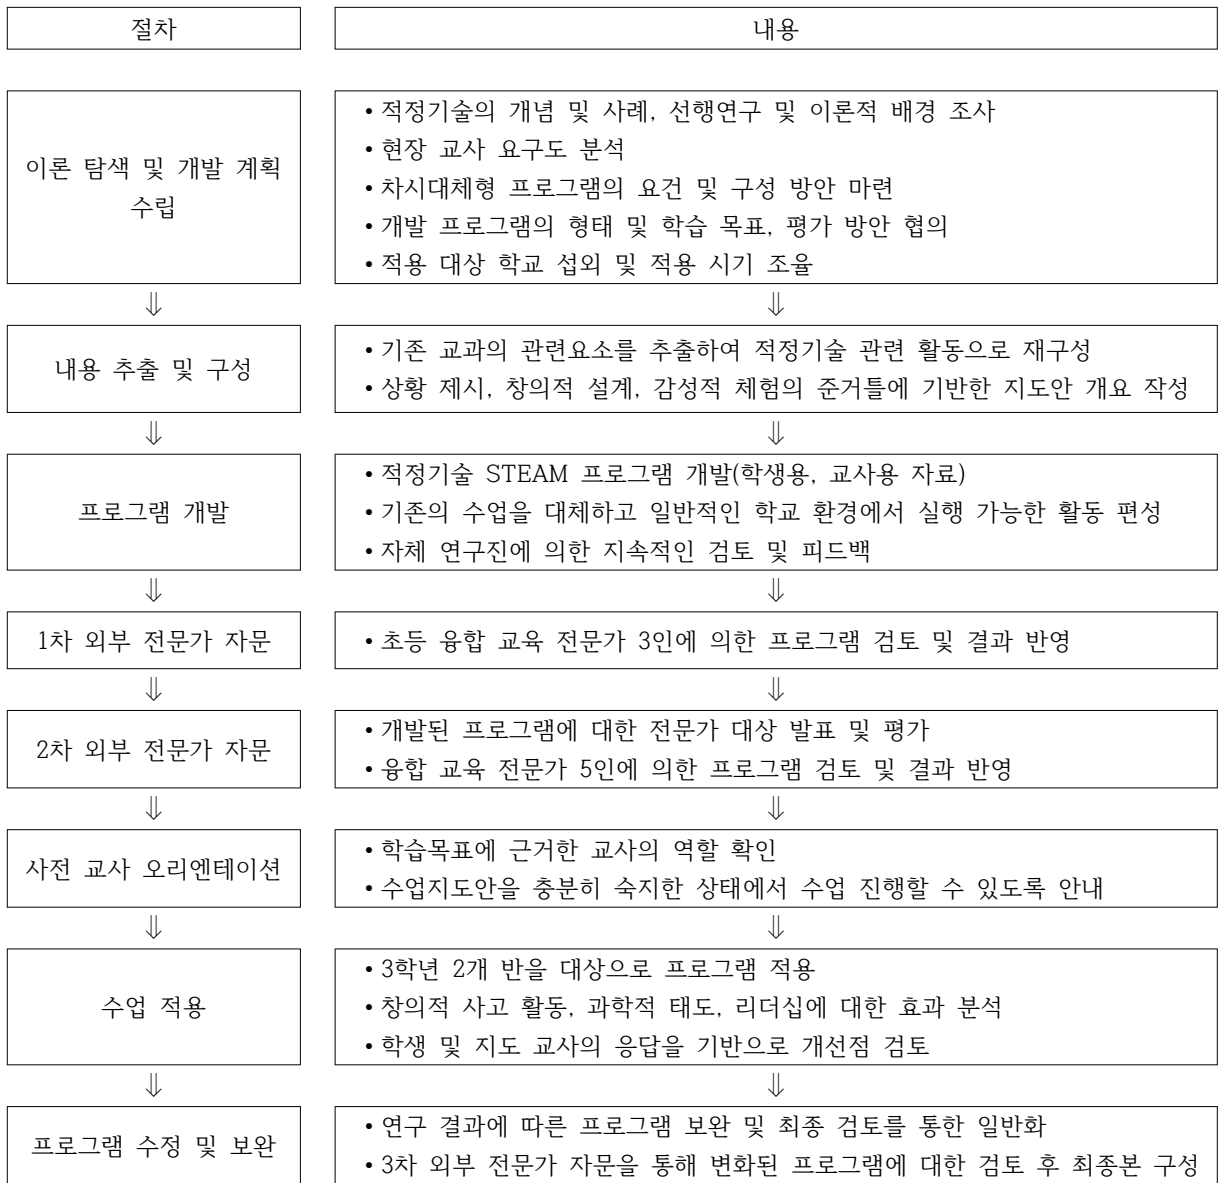 절차
내용
이론 탐색 및 개발 계획
수립
• 적정기술의 개념 및 사례, 선행연구 및 이론적 배경 조사
• 현장 교사 요구도 분석
• 차시대체형 프로그램의 요건 및 구성 방안 마련
• 개발 프로그램의 형태 및 학습 목표, 평가 방안 협의
• 적용 대상 학교 섭외 및 적용 시기 조율
⇓ ⇓
내용 추출 및 구성
• 기존 교과의 관련요소를 추출하여 적정기술 관련 활동으로 재구성
• 상황 제시, 창의적 설계, 감성적 체험의 준거틀에 기반한 지도안 개요 작성
⇓ ⇓
프로그램 개발
• 적정기술 STEAM 프로그램 개발(학생용, 교사용 자료)
• 기존의 수업을 대체하고 일반적인 학교 환경에서 실행 가능한 활동 편성
• 자체 연구진에 의한 지속적인 검토 및 피드백
⇓ ⇓
1차 외부 전문가 자문
• 초등 융합 교육 전문가 3인에 의한 프로그램 검토 및 결과 반영
⇓ ⇓
2차 외부 전문가 자문
• 개발된 프로그램에 대한 전문가 대상 발표 및 평가
• 융합 교육 전문가 5인에 의한 프로그램 검토 및 결과 반영
⇓ ⇓
사전 교사 오리엔테이션
• 학습목표에 근거한 교사의 역할 확인
• 수업지도안을 충분히 숙지한 상태에서 수업 진행할 수 있도록 안내
⇓ ⇓
수업 적용
• 3학년 2개 반을 대상으로 프로그램 적용
• 창의적 사고 활동, 과학적 태도, 리더십에 대한 효과 분석
• 학생 및 지도 교사의 응답을 기반으로 개선점 검토
⇓ ⇓
프로그램 수정 및 보완
• 연구 결과에 따른 프로그램 보완 및 최종 검토를 통한 일반화
• 3차 외부 전문가 자문을 통해 변화된 프로그램에 대한 검토 후 최종본 구성